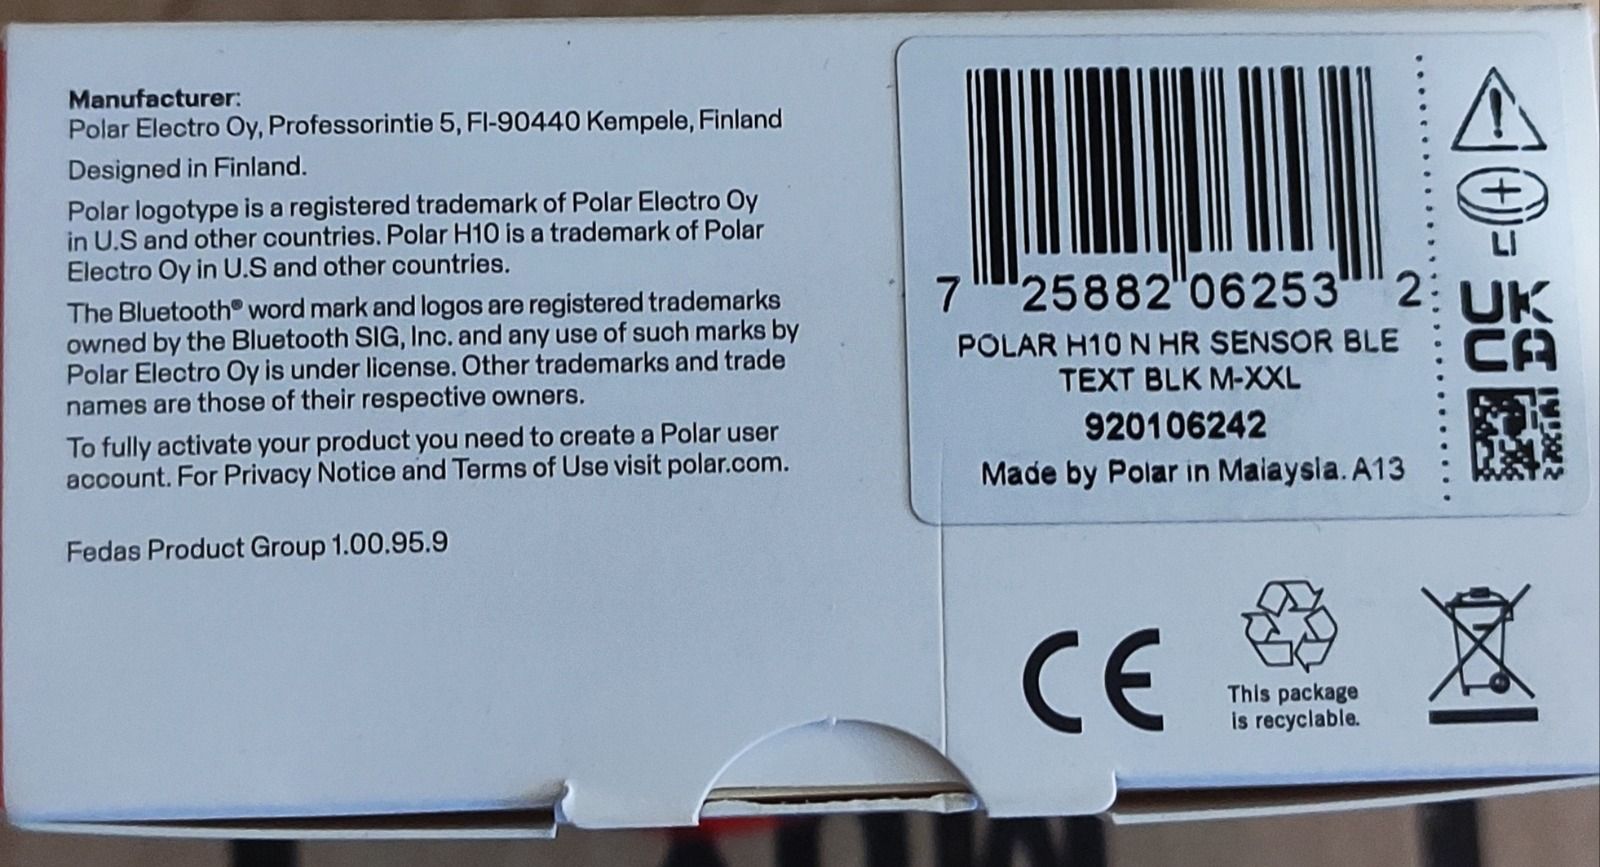 Manufacturer:
Polar Electro Oy, Professorintie 5, FI-90440 Kempele, Finland
Designed in Finland.
Polar logotype is a registered trademark of Polar Electro Oy
in U.S and other countries. Polar H10 is a trademark of Polar
Electro Oy in U.S and other countries.
The Bluetooth® word mark and logos are registered trademarks
owned by the Bluetooth SIG, Inc. and any use of such marks by
Polar Electro Oy is under license. Other trademarks and trade
names are those of their respective owners.
To fully activate your product you need to create a Polar user
account. For Privacy Notice and Terms of Use visit polar.com.
Fedas Product Group 1.00.95.9
7 25882 06253 2
POLAR H10 N HR SENSOR BLE
TEXT BLK M-XXL
920106242
Made by Polar in Malaysia. A13
LI
UK
CA
CE
This package
is recyclable.